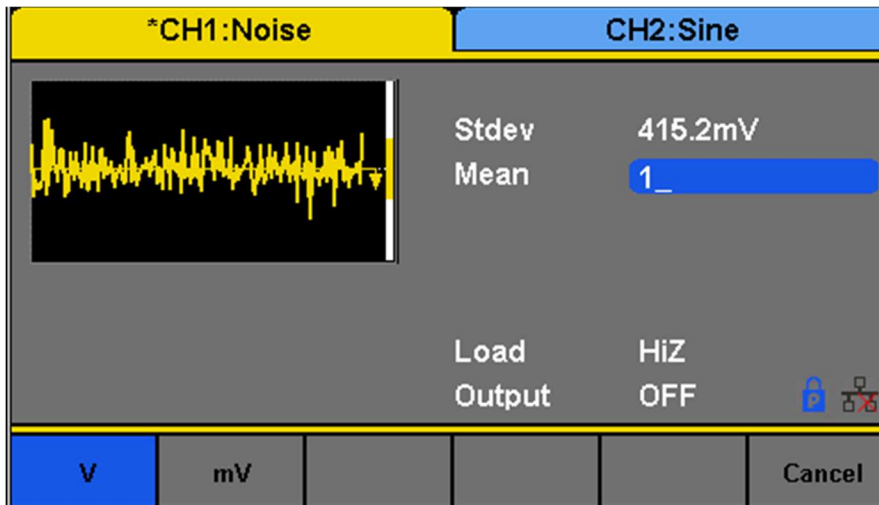 *CH1:Noise CH2:Sine
Stdev 415.2mV
Mean 1_
Load HiZ
Output OFF P
V mV Cancel